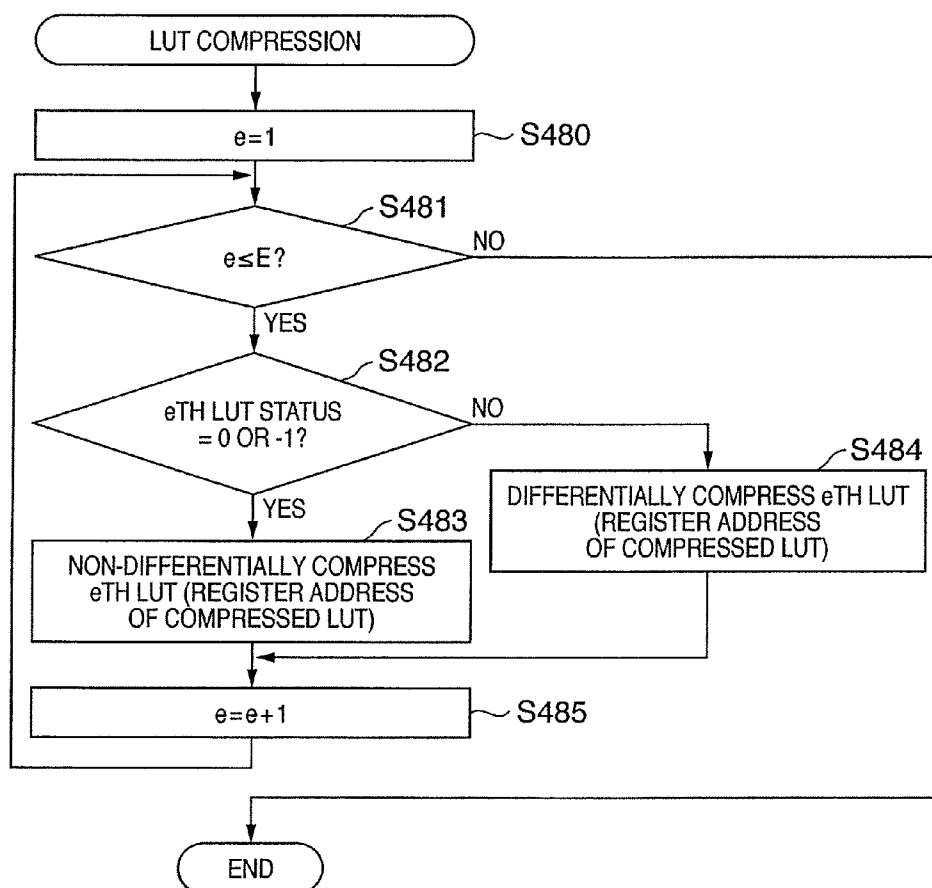 LUT COMPRESSION
e=1
S480
S481
e≤E?
NO
YES
S482
eTH LUT STATUS
= 0 OR -1?
NO
YES
S484
DIFFERENTIALLY COMPRESS eTH LUT
(REGISTER ADDRESS
OF COMPRESSED LUT)
S483
NON-DIFFERENTIALLY COMPRESS
eTH LUT (REGISTER ADDRESS
OF COMPRESSED LUT)
e=e+1
S485
END